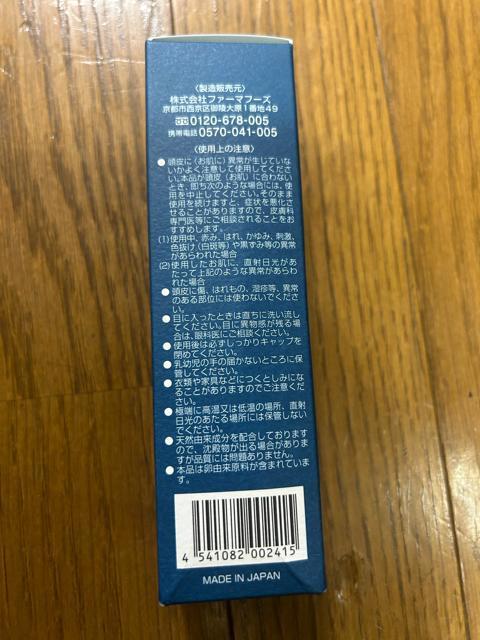 〈製造販売元〉
株式会社ファーマフーズ
京都市西京区御陵大原1番地49
0120-678-005
携帯電話 0570-041-005
〈使用上の注意〉
●頭皮に（お肌に）異常が生じていな
いかよく注意して使用してくださ
い。本品が頭皮（お肌）に合わない
とき、即ち次のような場合には、使
用を中止してください。そのまま
使用を続けますと、症状を悪化さ
せることがありますので、皮膚科
専門医等にご相談されることをお
すすめします。
(1)使用中、赤み、はれ、かゆみ、刺激、
色抜け（白斑等）や黒ずみ等の異常
があらわれた場合
(2)使用したお肌に、直射日光があ
たって上記のような異常があらわ
れた場合
●頭皮に傷、はれもの、湿疹等、異常
のある部位には使わないでくださ
い。
●目に入ったときは直ちに洗い流し
てください。目に異物感が残る場
合は、眼科医にご相談ください。
●使用後は必ずしっかりキャップを
閉めてください。
●乳幼児の手の届かないところに保
管してください。
●衣類や家具などにつくとしみにな
ることがありますのでご注意くだ
さい。
●極端に高温又は低温の場所、直射
日光のあたる場所には保管しない
でください。
●天然由来成分を配合しております
ので、沈殿物が出る場合がありま
すが品質には問題ありません。
●本品は卵由来原料が含まれていま
す。
4 541082 002415
MADE IN JAPAN